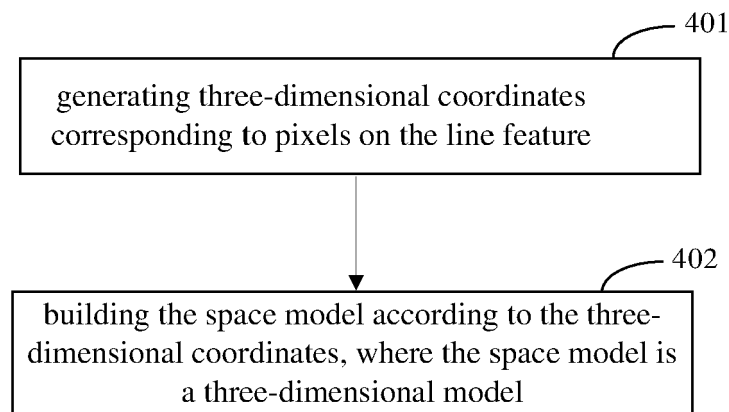 401
generating three-dimensional coordinates
corresponding to pixels on the line feature
402
building the space model according to the three-
dimensional coordinates, where the space model is
a three-dimensional model